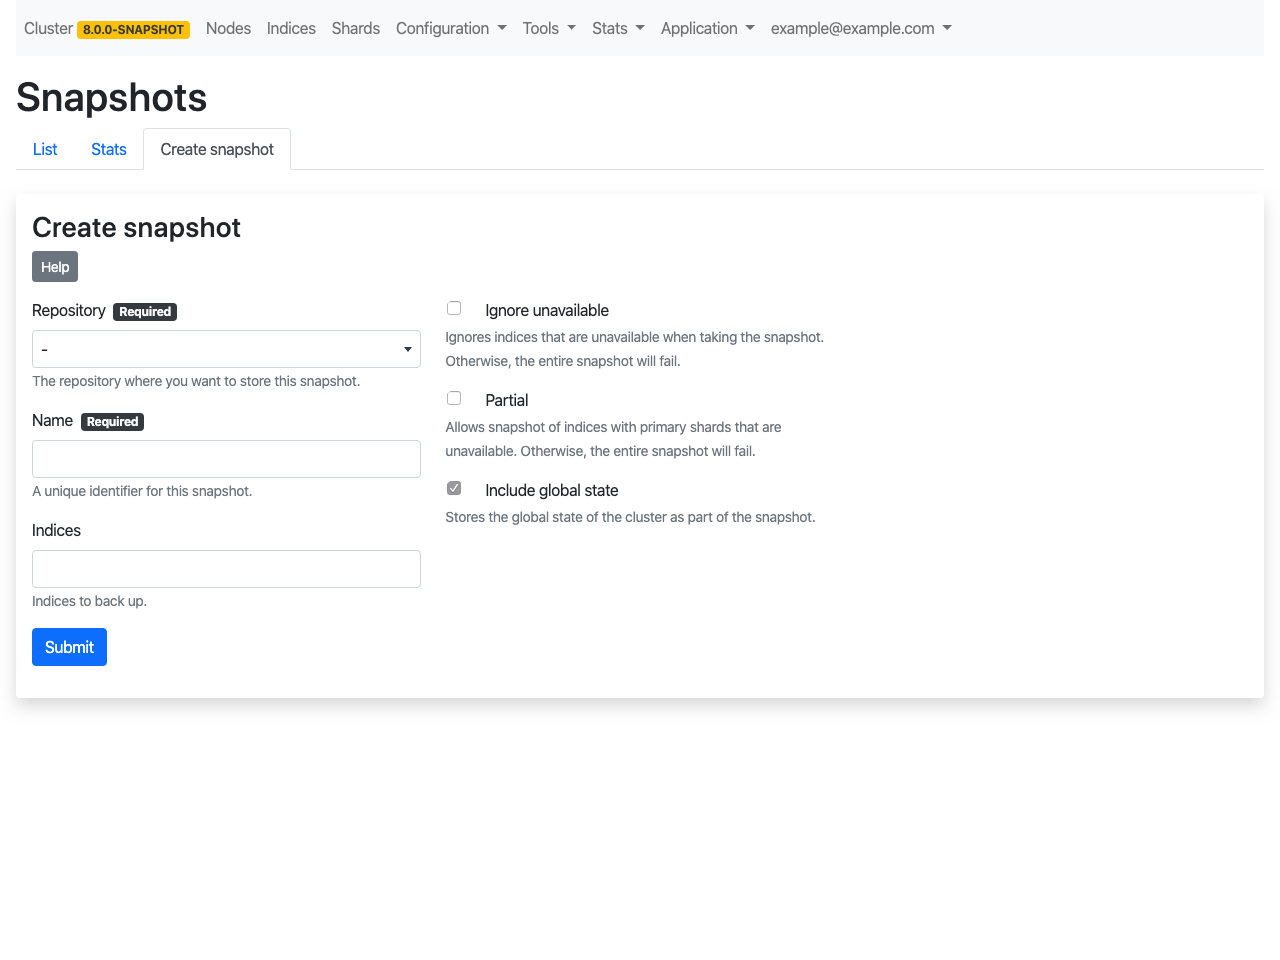 Cluster 8.0.0-SNAPSHOT Nodes Indices Shards Configuration Tools Stats Application example@example.com
Snapshots
List Stats Create snapshot
Create snapshot
Help
Repository Required
-
The repository where you want to store this snapshot.
Name Required
A unique identifier for this snapshot.
Indices
Indices to back up.
Submit
Ignore unavailable
Ignores indices that are unavailable when taking the snapshot.
Otherwise, the entire snapshot will fail.
Partial
Allows snapshot of indices with primary shards that are
unavailable. Otherwise, the entire snapshot will fail.
Include global state
Stores the global state of the cluster as part of the snapshot.